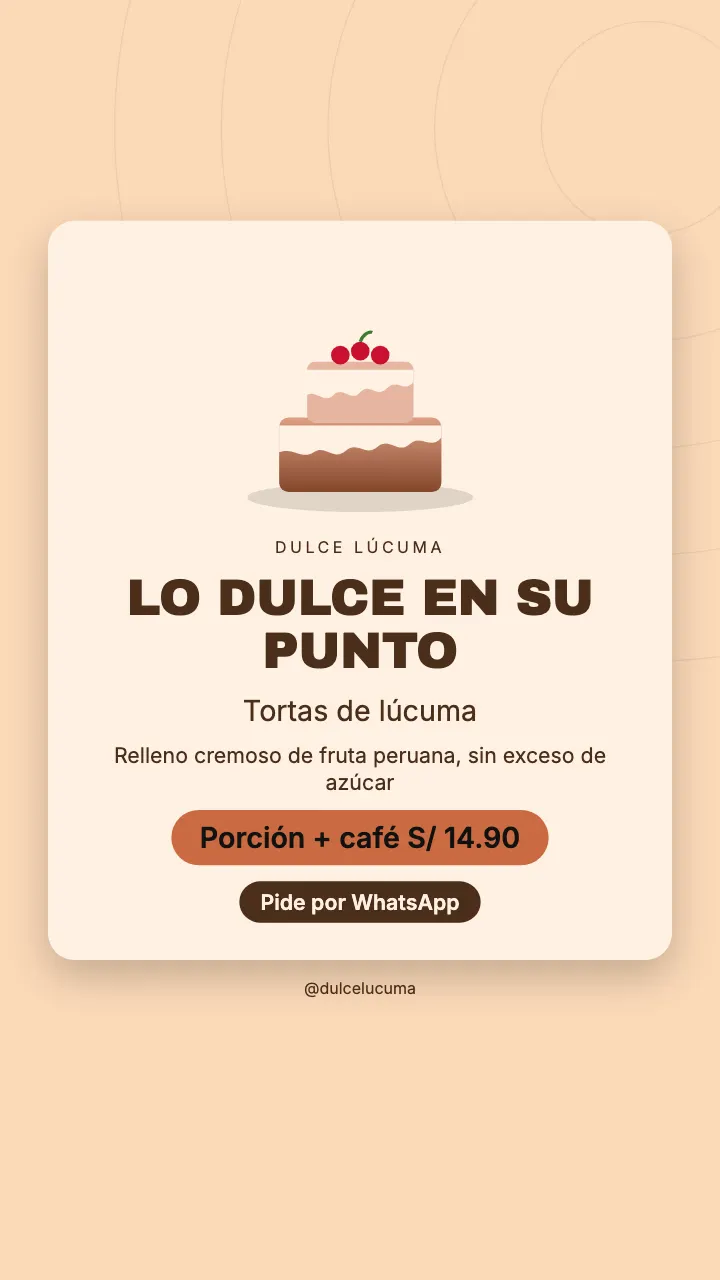 DULCE LÚCUMA
LO DULCE EN SU
PUNTO
Tortas de lúcuma
Relleno cremoso de fruta peruana, sin exceso de
azúcar
Porción + café S/ 14.90
Pide por WhatsApp
@dulcelucuma